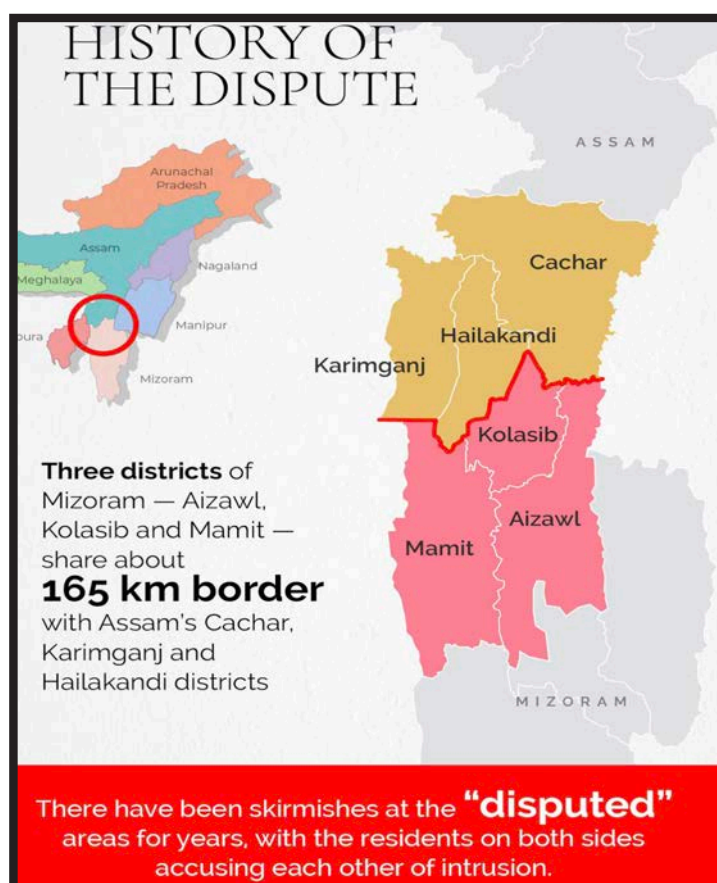 HISTORY OF
THE DISPUTE
Arunachal
Pradesh
Assam
Nagaland
Meghalaya
Manipur
pura
Mizoram
ASSAM
Cachar
Hailakandi
Karimganj
Kolasib
Aizawl
Mamit
MIZORAM
Three districts of
Mizoram — Aizawl,
Kolasib and Mamit —
share about
165 km border
with Assam's Cachar,
Karimganj and
Hailakandi districts
There have been skirmishes at the “disputed”
areas for years, with the residents on both sides
accusing each other of intrusion.